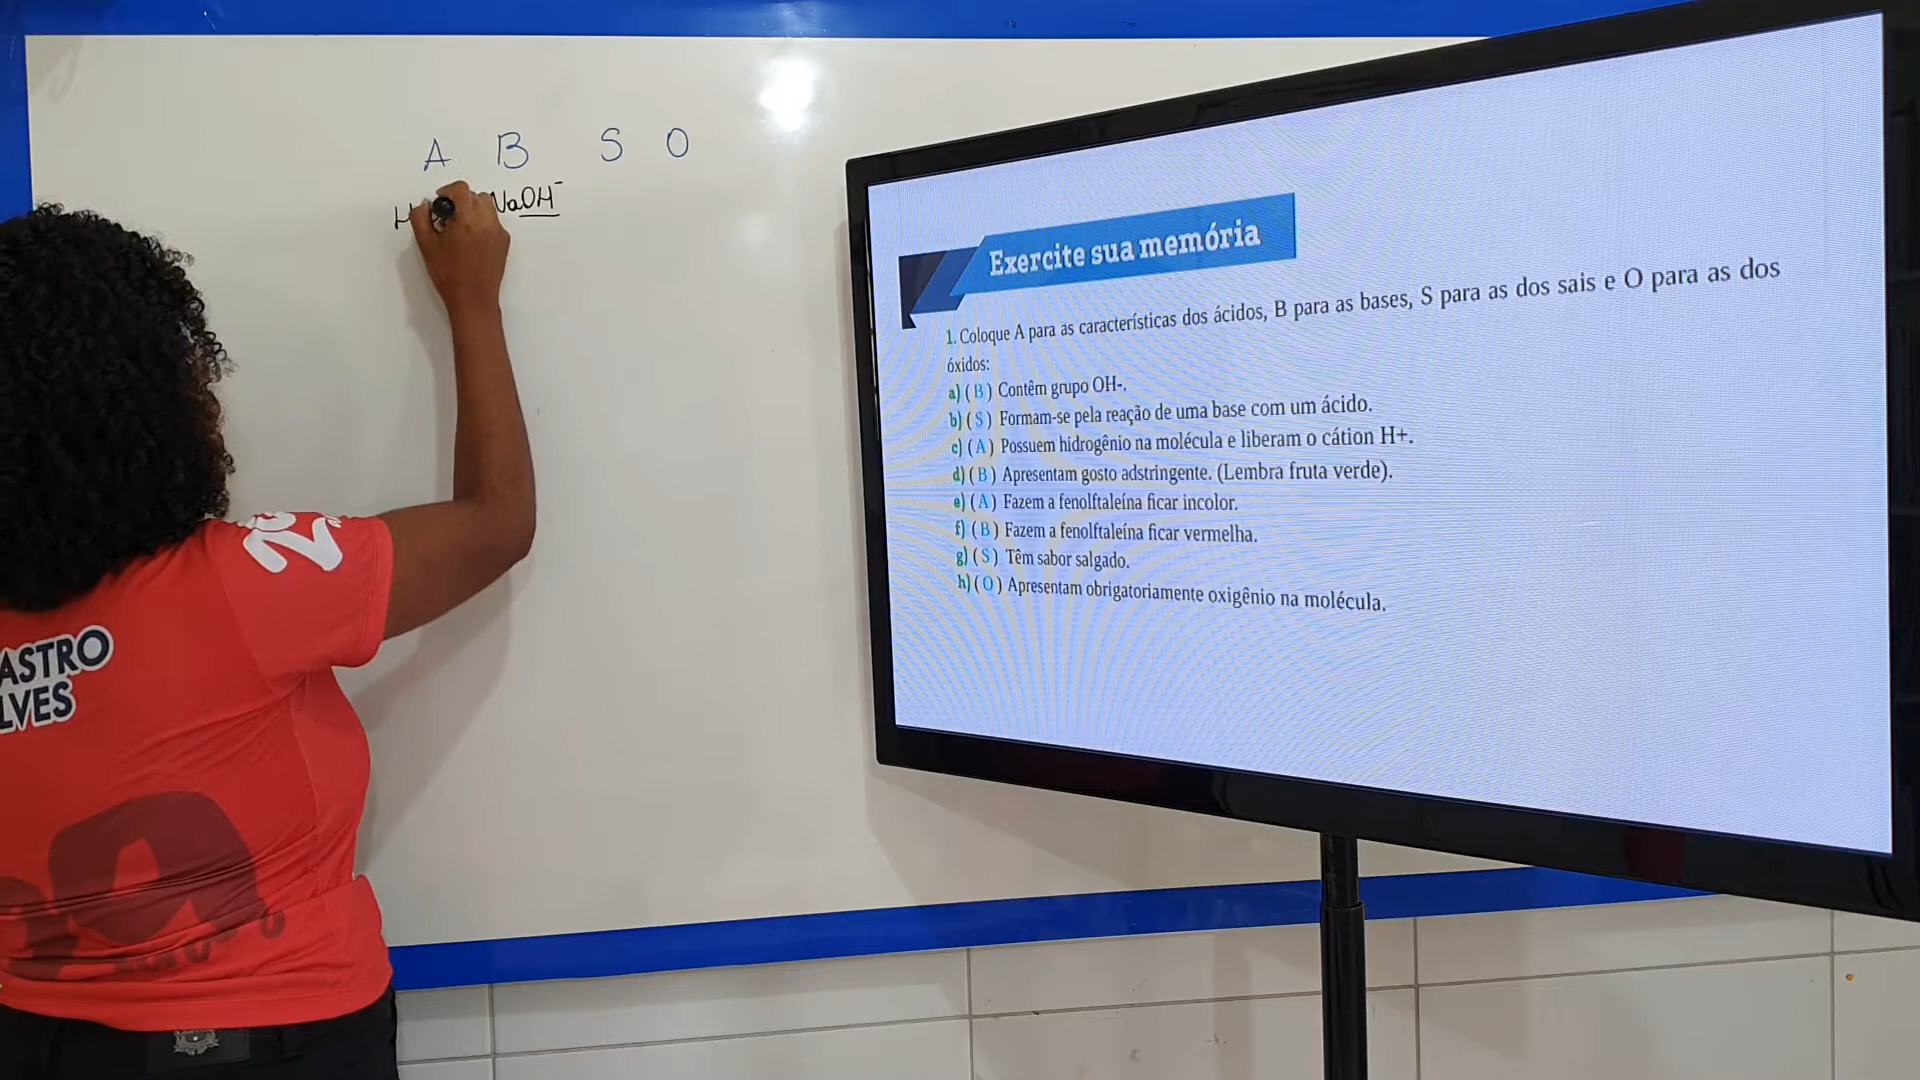 A B S O
NaOH⁻
Exercite sua memória
1. Coloque A para as características dos ácidos, B para as bases, S para as dos sais e O para as dos
óxidos:
a) ( B ) Contêm grupo OH-.
b) ( S ) Formam-se pela reação de uma base com um ácido.
c) ( A ) Possuem hidrogênio na molécula e liberam o cátion H+.
d) ( B ) Apresentam gosto adstringente. (Lembra fruta verde).
e) ( A ) Fazem a fenolftaleína ficar incolor.
f) ( B ) Fazem a fenolftaleína ficar vermelha.
g) ( S ) Têm sabor salgado.
h) ( O ) Apresentam obrigatoriamente oxigênio na molécula.